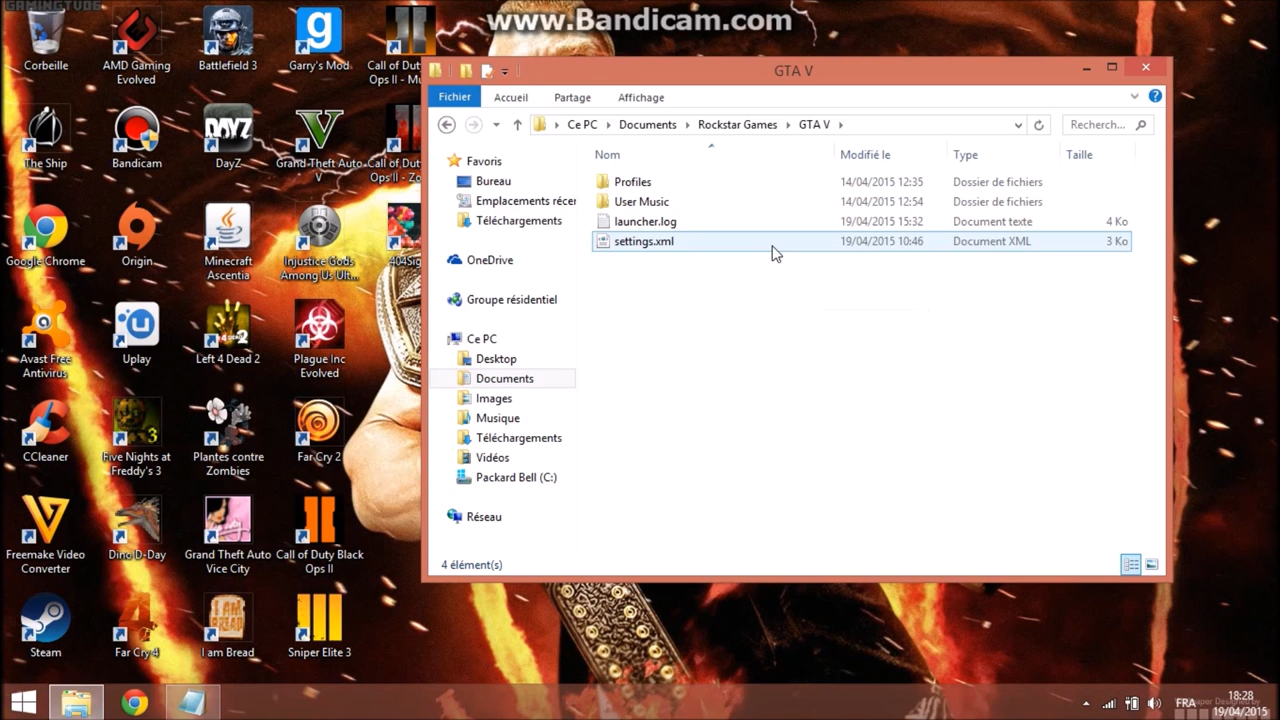 GAMINGTUBE
www.Bandicam.com
Corbeille
AMD Gaming
Evolved
Battlefield 3
Garry's Mod
Call of Duty
Ops II - Mu
The Ship
Bandicam
DayZ
Grand Theft Auto
V
Call of Duty
Ops II - Zo
Google Chrome
Origin
Minecraft
Ascentia
Injustice Gods
Among Us Ult...
404Sig
Avast Free
Antivirus
Uplay
Left 4 Dead 2
Plague Inc
Evolved
CCleaner
Five Nights at
Freddy's 3
Plantes contre
Zombies
Far Cry 2
Freemake Video
Converter
Dino D-Day
Grand Theft Auto
Vice City
Call of Duty Black
Ops II
Steam
Far Cry 4
I am Bread
Sniper Elite 3
GTA V
Fichier
Accueil
Partage
Affichage
Ce PC
Documents
Rockstar Games
GTA V
Recherch...
Nom
Modifié le
Type
Taille
Profiles 14/04/2015 12:35 Dossier de fichiers
User Music 14/04/2015 12:54 Dossier de fichiers
launcher.log 19/04/2015 15:32 Document texte 4 Ko
settings.xml 19/04/2015 10:46 Document XML 3 Ko
Favoris
Bureau
Emplacements récer
Téléchargements
OneDrive
Groupe résidentiel
Ce PC
Desktop
Documents
Images
Musique
Téléchargements
Vidéos
Packard Bell (C:)
Réseau
4 élément(s)
FRA
18:28
19/04/2015